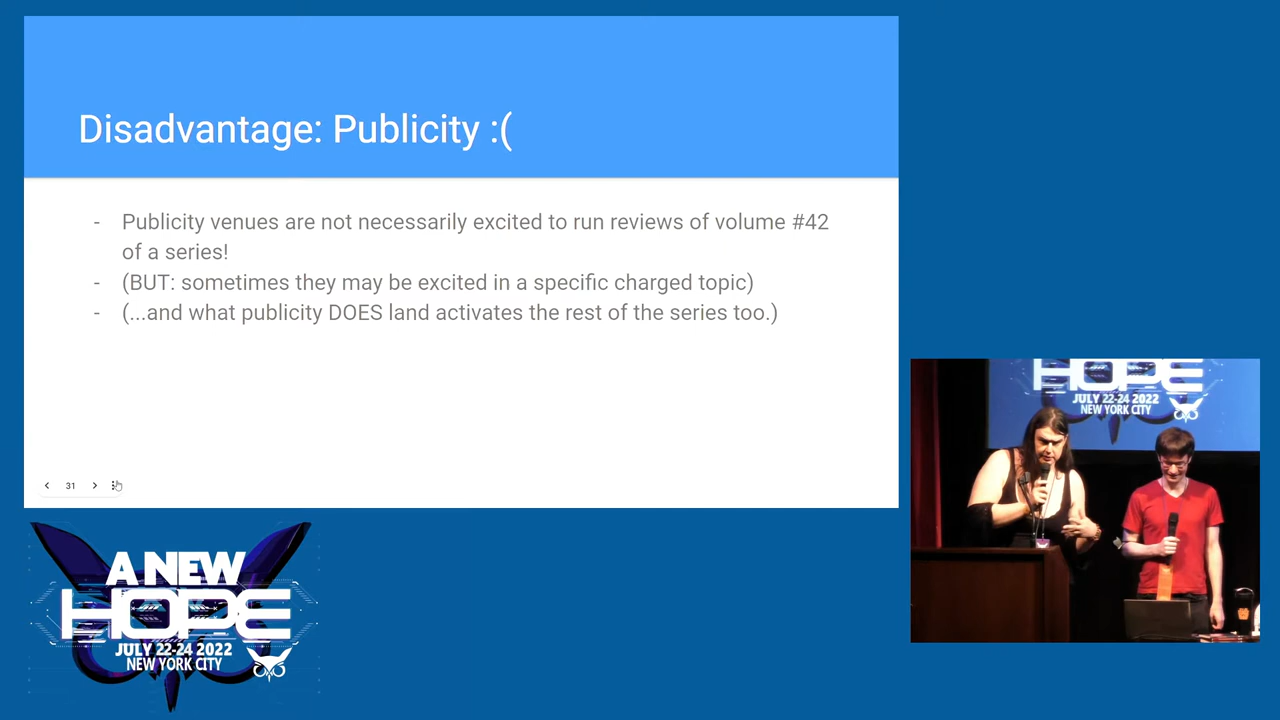 Disadvantage: Publicity :(
- Publicity venues are not necessarily excited to run reviews of volume #42
of a series!
- (BUT: sometimes they may be excited in a specific charged topic)
- (...and what publicity DOES land activates the rest of the series too.)
31
HOPE
JULY 22-24 2022
NEW YORK CITY
A NEW
HOPE
JULY 22-24 2022
NEW YORK CITY